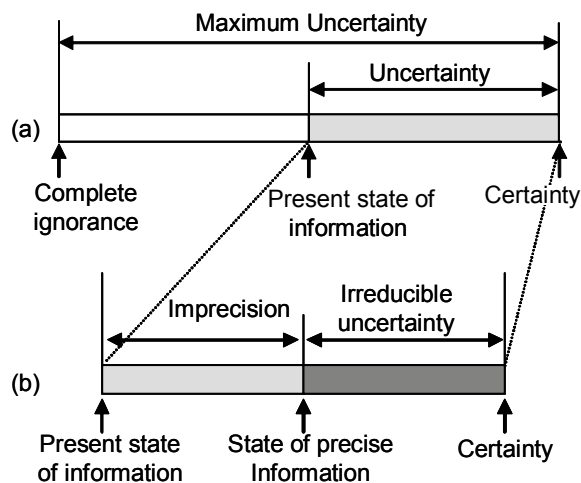 Maximum Uncertainty
Uncertainty
(a)
Complete
ignorance
Present state of
information
Certainty
Imprecision
Irreducible
uncertainty
(b)
Present state
of information
State of precise
Information
Certainty